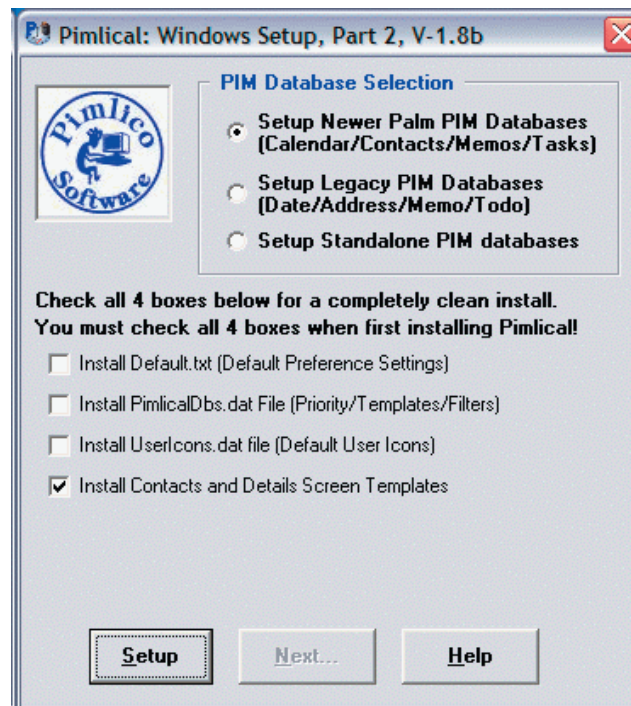 Pimlical: Windows Setup, Part 2, V-1.8b
Pimlico
Software
PIM Database Selection
Setup Newer Palm PIM Databases
(Calendar/Contacts/Memos/Tasks)
Setup Legacy PIM Databases
(Date/Address/Memo/Todo)
Setup Standalone PIM databases
Check all 4 boxes below for a completely clean install.
You must check all 4 boxes when first installing Pimlical!
Install Default.txt (Default Preference Settings)
Install PimlicalDbs.dat File (Priority/Templates/Filters)
Install UserIcons.dat file (Default User Icons)
Install Contacts and Details Screen Templates
Setup
Next...
Help